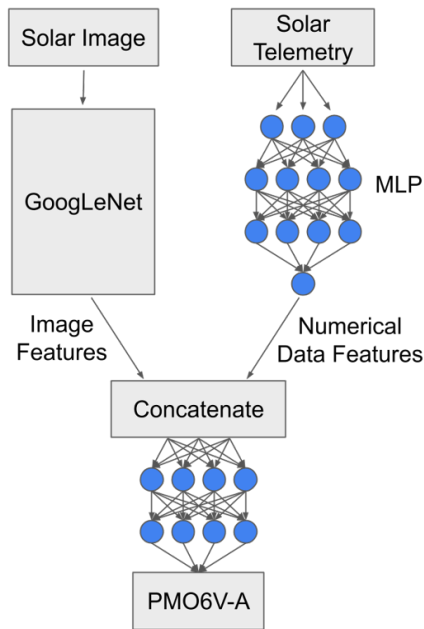 Solar Image
Solar
Telemetry
GoogLeNet
MLP
Image
Features
Numerical
Data Features
Concatenate
PMO6V-A